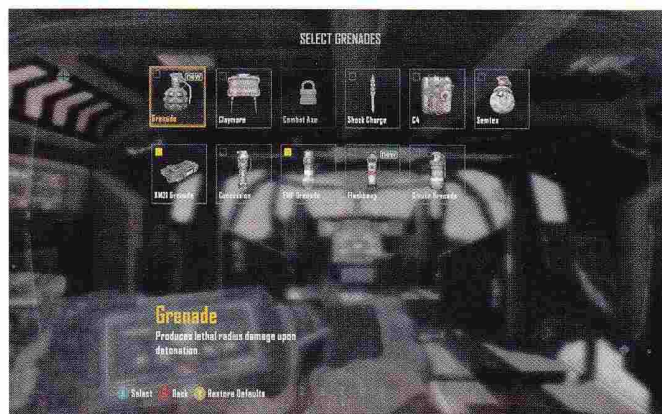 SELECT GRENADES
new
Grenade
Claymore
Combat Axe
Shock Charge
C4
Semtex
new
XM31 Grenade
Concussion
EMP Grenade
Flashbang
Smoke Grenade
Grenade
Produces lethal radius damage upon
detonation.
Select Back Restore Defaults